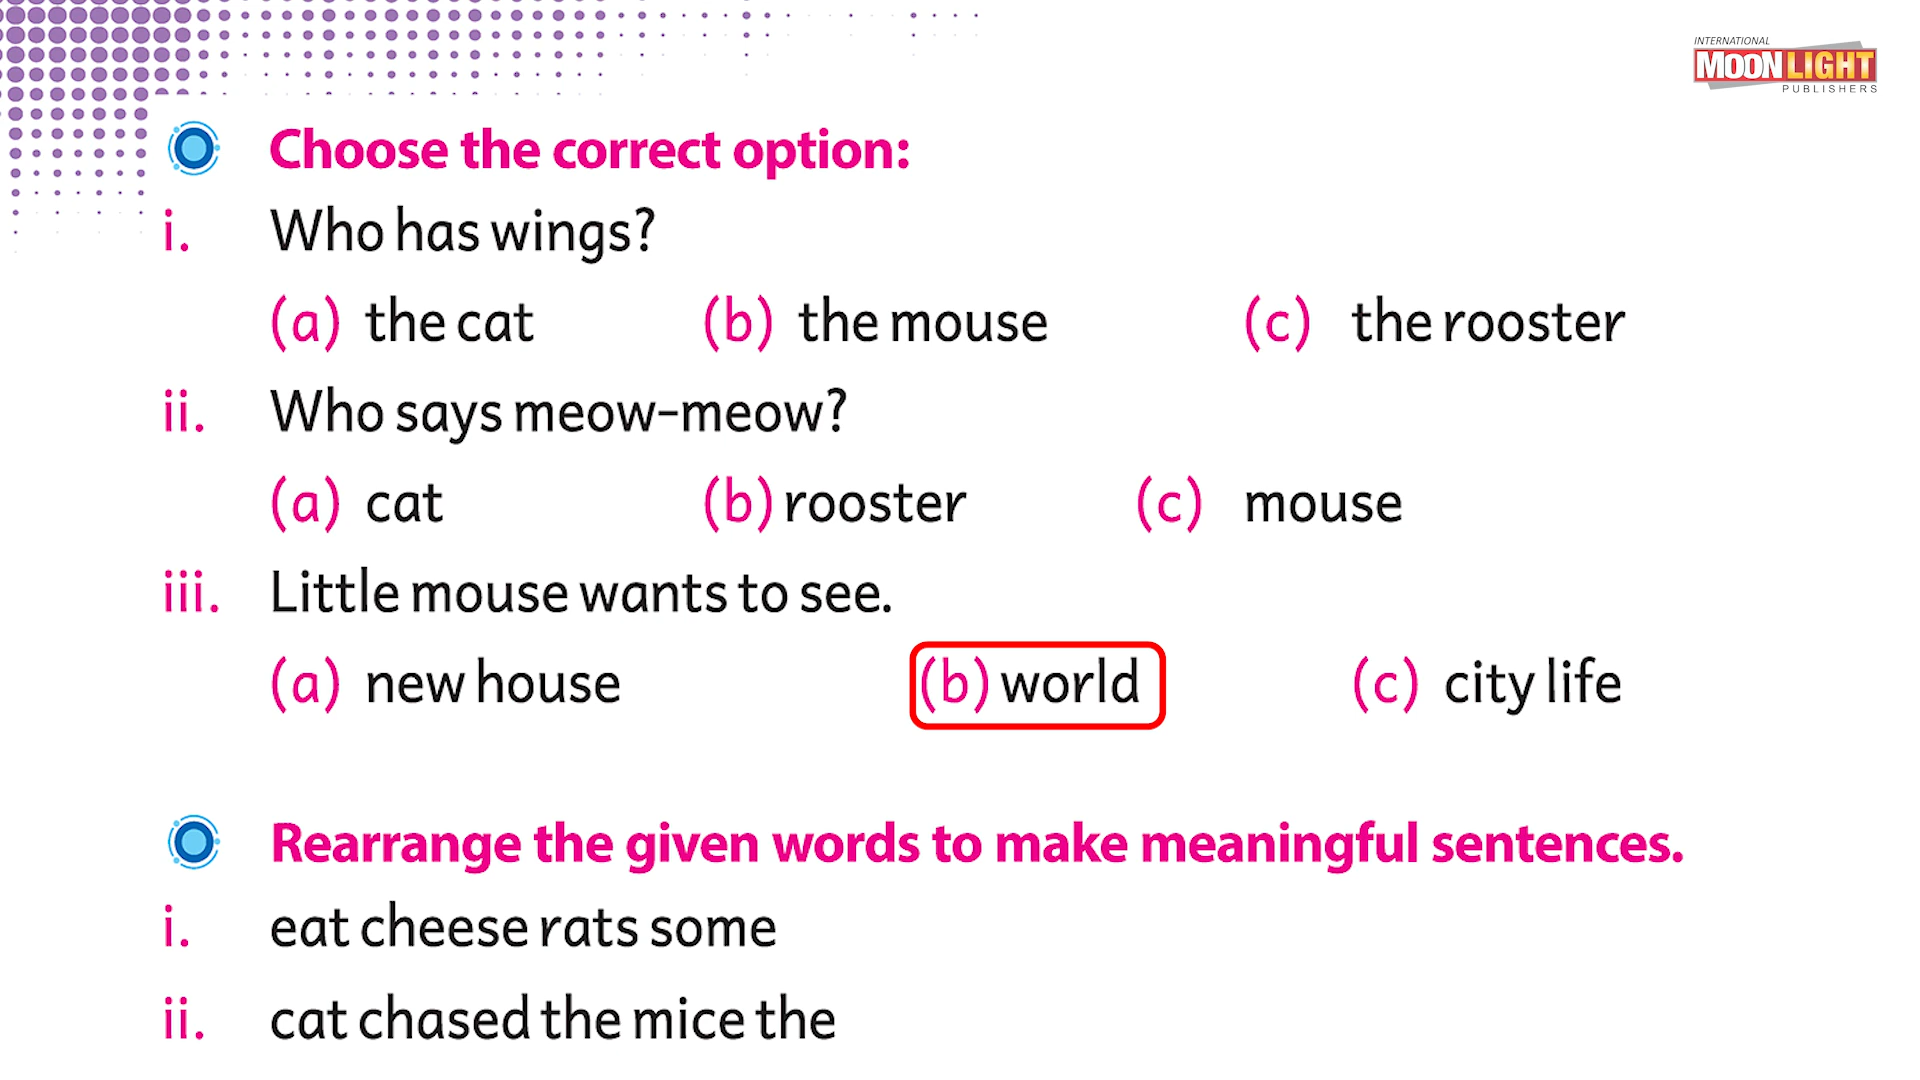 INTERNATIONAL
MOONLIGHT
PUBLISHERS
Choose the correct option:
i. Who has wings?
(a) the cat (b) the mouse (c) the rooster
ii. Who says meow-meow?
(a) cat (b) rooster (c) mouse
iii. Little mouse wants to see.
(a) new house (b) world (c) city life
Rearrange the given words to make meaningful sentences.
i. eat cheese rats some
ii. cat chased the mice the